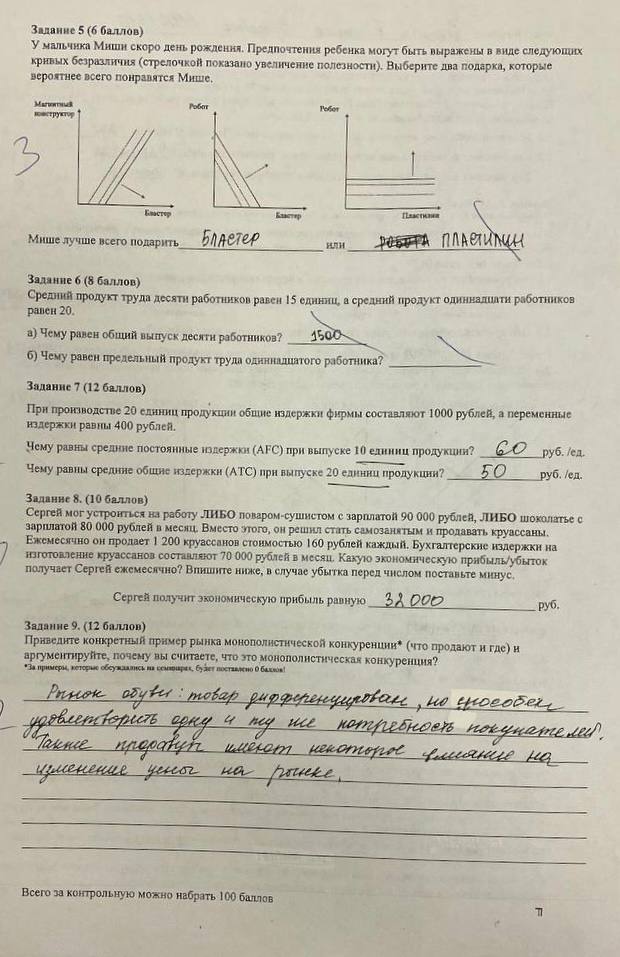 Задание 5 (6 баллов)
У мальчика Миши скоро день рождения. Предпочтения ребенка могут быть выражены в виде следующих
кривых безразличия (стрелочкой показано увеличение полезности). Выберите два подарка, которые
вероятнее всего понравятся Мише.
Магнитный
конструктор
Робот
Робот
3
Бластер
Бластер
Пластилин
Мише лучше всего подарить БЛАСТЕР или РОБОТА ПЛАСТИЛИН
Задание 6 (8 баллов)
Средний продукт труда десяти работников равен 15 единиц, а средний продукт одиннадцати работников
равен 20.
а) Чему равен общий выпуск десяти работников? 1500
б) Чему равен предельный продукт труда одиннадцатого работника?
Задание 7 (12 баллов)
При производстве 20 единиц продукции общие издержки фирмы составляют 1000 рублей, а переменные
издержки равны 400 рублей.
Чему равны средние постоянные издержки (AFC) при выпуске 10 единиц продукции? 60 руб. /ед.
Чему равны средние общие издержки (ATC) при выпуске 20 единиц продукции? 50 руб. /ед.
Задание 8. (10 баллов)
Сергей мог устроиться на работу ЛИБО поваром-сушистом с зарплатой 90 000 рублей, ЛИБО шоколатье с
зарплатой 80 000 рублей в месяц. Вместо этого, он решил стать самозанятым и продавать круассаны.
Ежемесячно он продает 1 200 круассанов стоимостью 160 рублей каждый. Бухгалтерские издержки на
изготовление круассанов составляют 70 000 рублей в месяц. Какую экономическую прибыль/убыток
получает Сергей ежемесячно? Впишите ниже, в случае убытка перед числом поставьте минус.
Сергей получит экономическую прибыль равную 32 000 руб.
Задание 9. (12 баллов)
Приведите конкретный пример рынка монополистической конкуренции* (что продают и где) и
аргументируйте, почему вы считаете, что это монополистическая конкуренция?
*За примеры, которые обсуждались на семинарах, будет поставлено 0 баллов!
Рынок обуви: товар дифференцирован, но способен
удовлетворить одну и ту же потребность покупателей.
Также продавцы имеют некоторое влияние на
изменение цены на рынке.
Всего за контрольную можно набрать 100 баллов